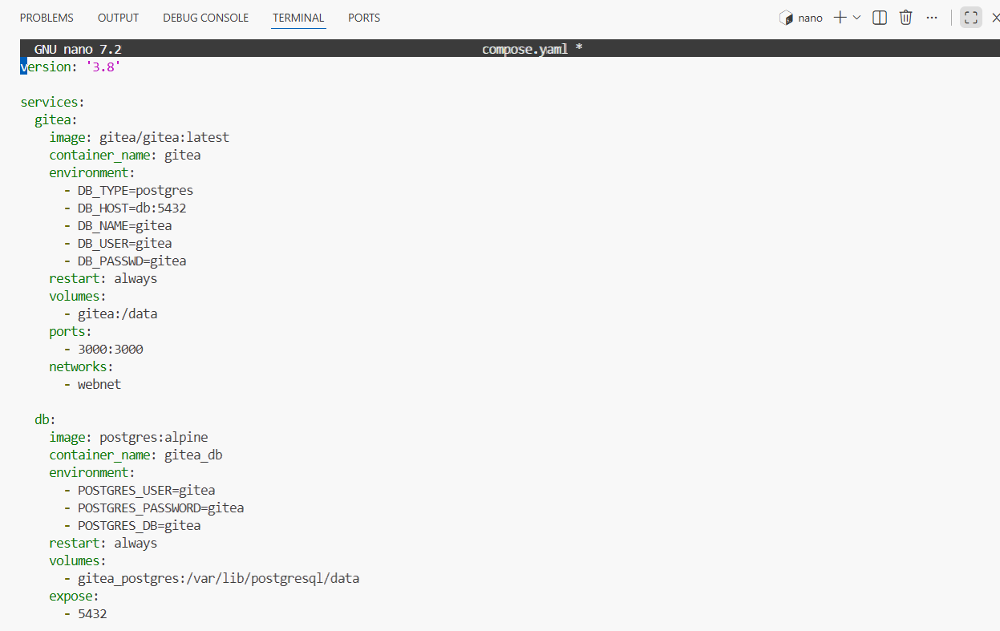 PROBLEMS OUTPUT DEBUG CONSOLE TERMINAL PORTS nano
GNU nano 7.2 compose.yaml *
version: '3.8'
services:
gitea:
image: gitea/gitea:latest
container_name: gitea
environment:
- DB_TYPE=postgres
- DB_HOST=db:5432
- DB_NAME=gitea
- DB_USER=gitea
- DB_PASSWD=gitea
restart: always
volumes:
- gitea:/data
ports:
- 3000:3000
networks:
- webnet
db:
image: postgres:alpine
container_name: gitea_db
environment:
- POSTGRES_USER=gitea
- POSTGRES_PASSWORD=gitea
- POSTGRES_DB=gitea
restart: always
volumes:
- gitea_postgres:/var/lib/postgresql/data
expose:
- 5432